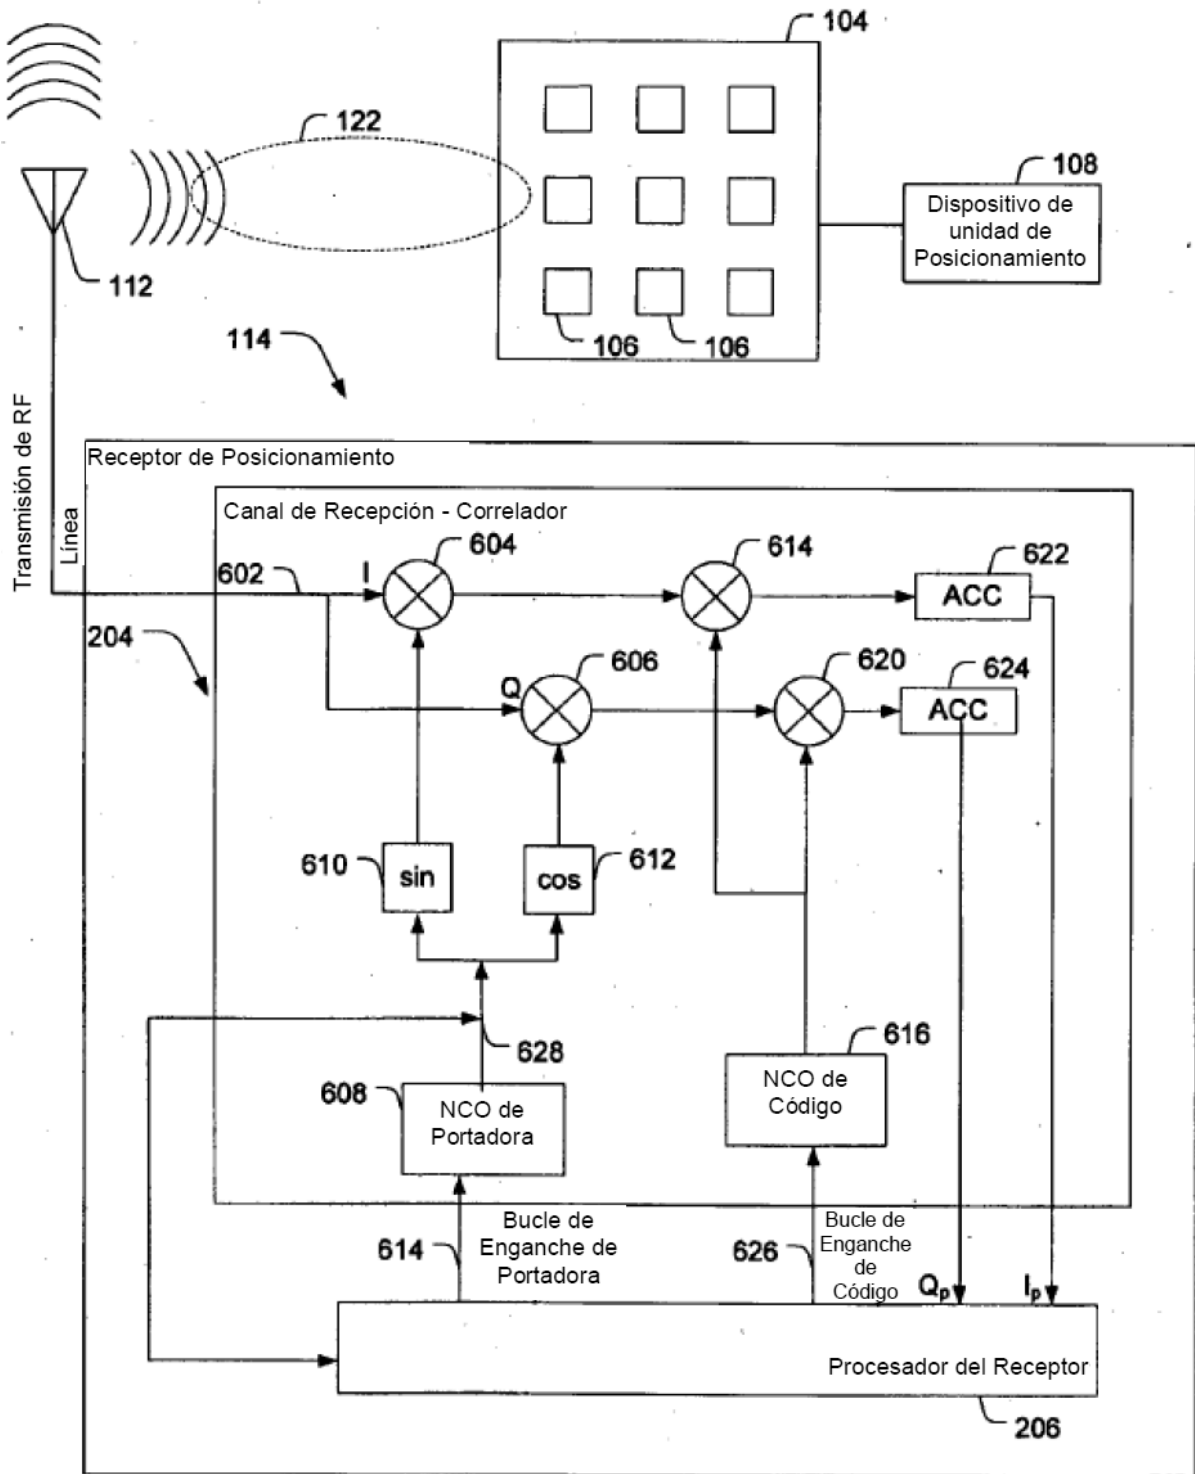 104
122
108
Dispositivo de
unidad de
Posicionamiento
112
106
106
114
Transmisión de RF
Línea
Receptor de Posicionamiento
Canal de Recepción - Correlador
604
614
622
602
I
ACC
204
606
620
624
Q
ACC
610
sin
cos
612
628
616
608
NCO de
Portadora
NCO de
Código
614
Bucle de
Enganche de
Portadora
626
Bucle de
Enganche
de
Código
Qp
Ip
Procesador del Receptor
206